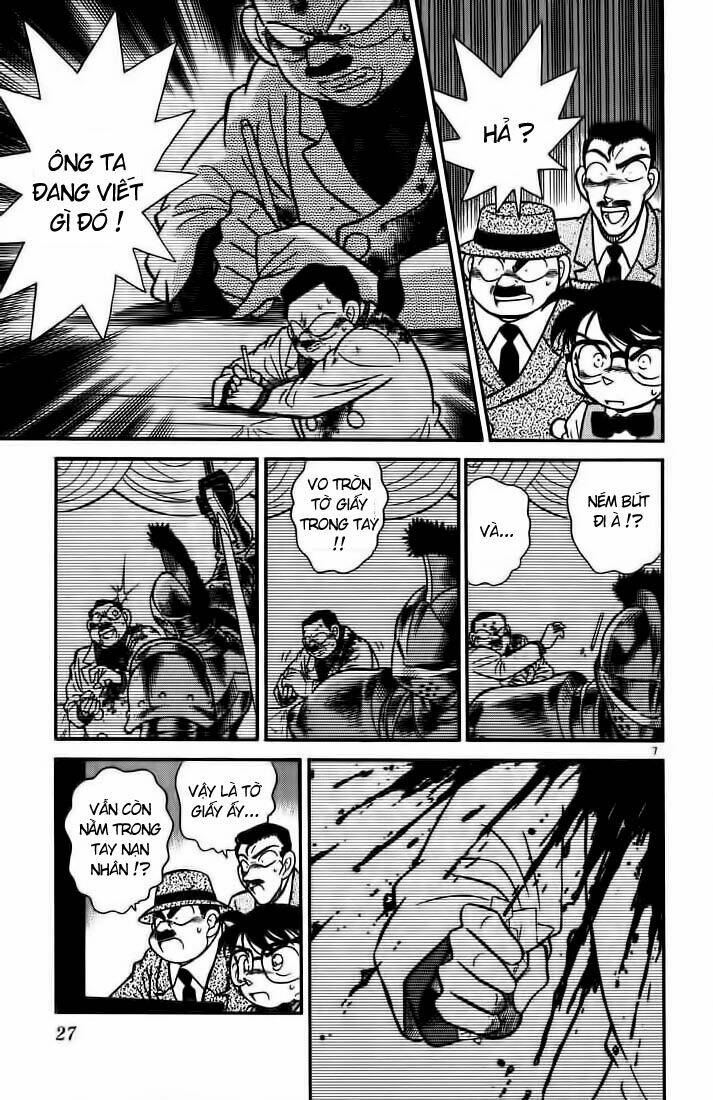 HẢ ?
ÔNG TA
ĐANG VIẾT
GÌ ĐÓ !
VO TRÒN
TỜ GIẤY
TRONG TAY
!!
VÀ...
NÉM BÚT
ĐI À !?
7
VẬY LÀ TỜ
GIẤY ẤY...
VẪN CÒN
NẰM TRONG
TAY NẠN
NHÂN !?
27